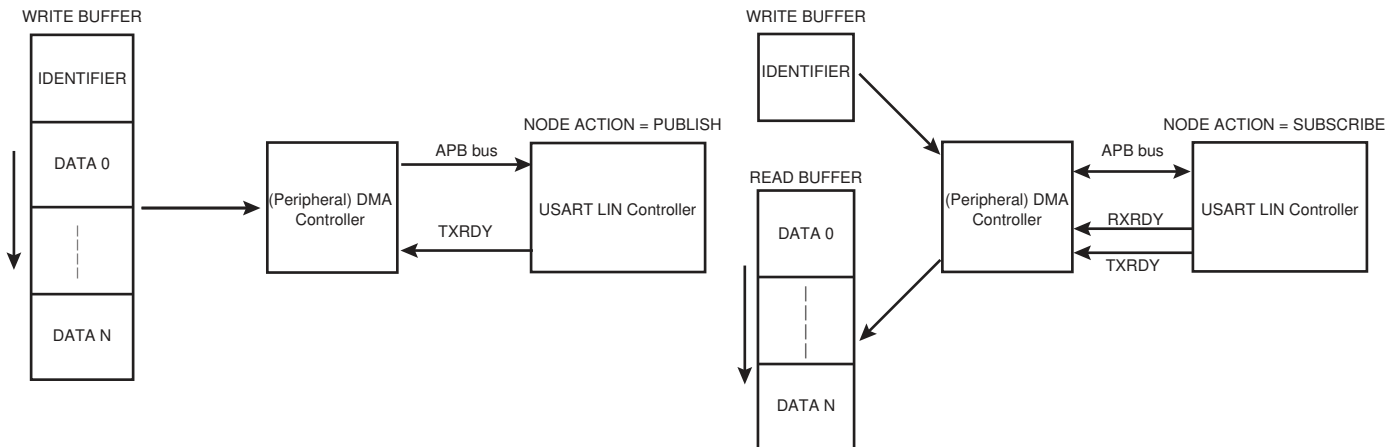 WRITE BUFFER
IDENTIFIER
DATA 0
DATA N
(Peripheral) DMA
Controller
APB bus
TXRDY
NODE ACTION = PUBLISH
USART LIN Controller
WRITE BUFFER
IDENTIFIER
READ BUFFER
DATA 0
DATA N
(Peripheral) DMA
Controller
APB bus
RXRDY
TXRDY
NODE ACTION = SUBSCRIBE
USART LIN Controller